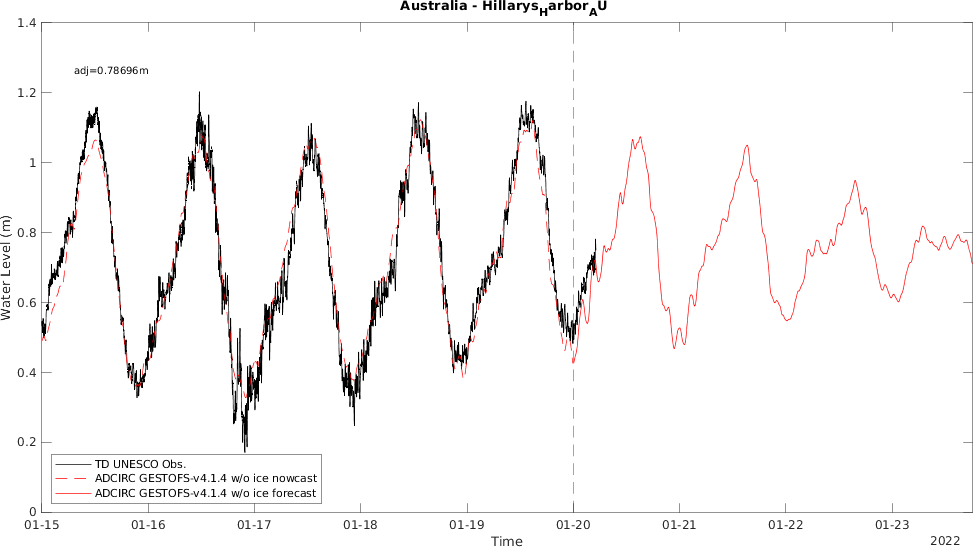 Australia - HillarysHarborAU
adj=0.78696m
1.4
1.2
1
0.8
0.6
0.4
0.2
0
Water Level (m)
TD UNESCO Obs.
ADCIRC GESTOFS-v4.1.4 w/o ice nowcast
ADCIRC GESTOFS-v4.1.4 w/o ice forecast
01-15 01-16 01-17 01-18 01-19 01-20 01-21 01-22 01-23
Time
2022